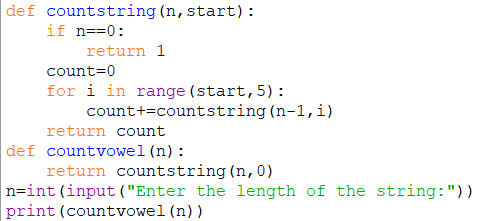 def countstring(n,start):
    if n==0:
        return 1
    count=0
    for i in range(start,5):
        count+=countstring(n-1,i)
    return count
def countvowel(n):
    return countstring(n,0)
n=int(input("Enter the length of the string:"))
print(countvowel(n))